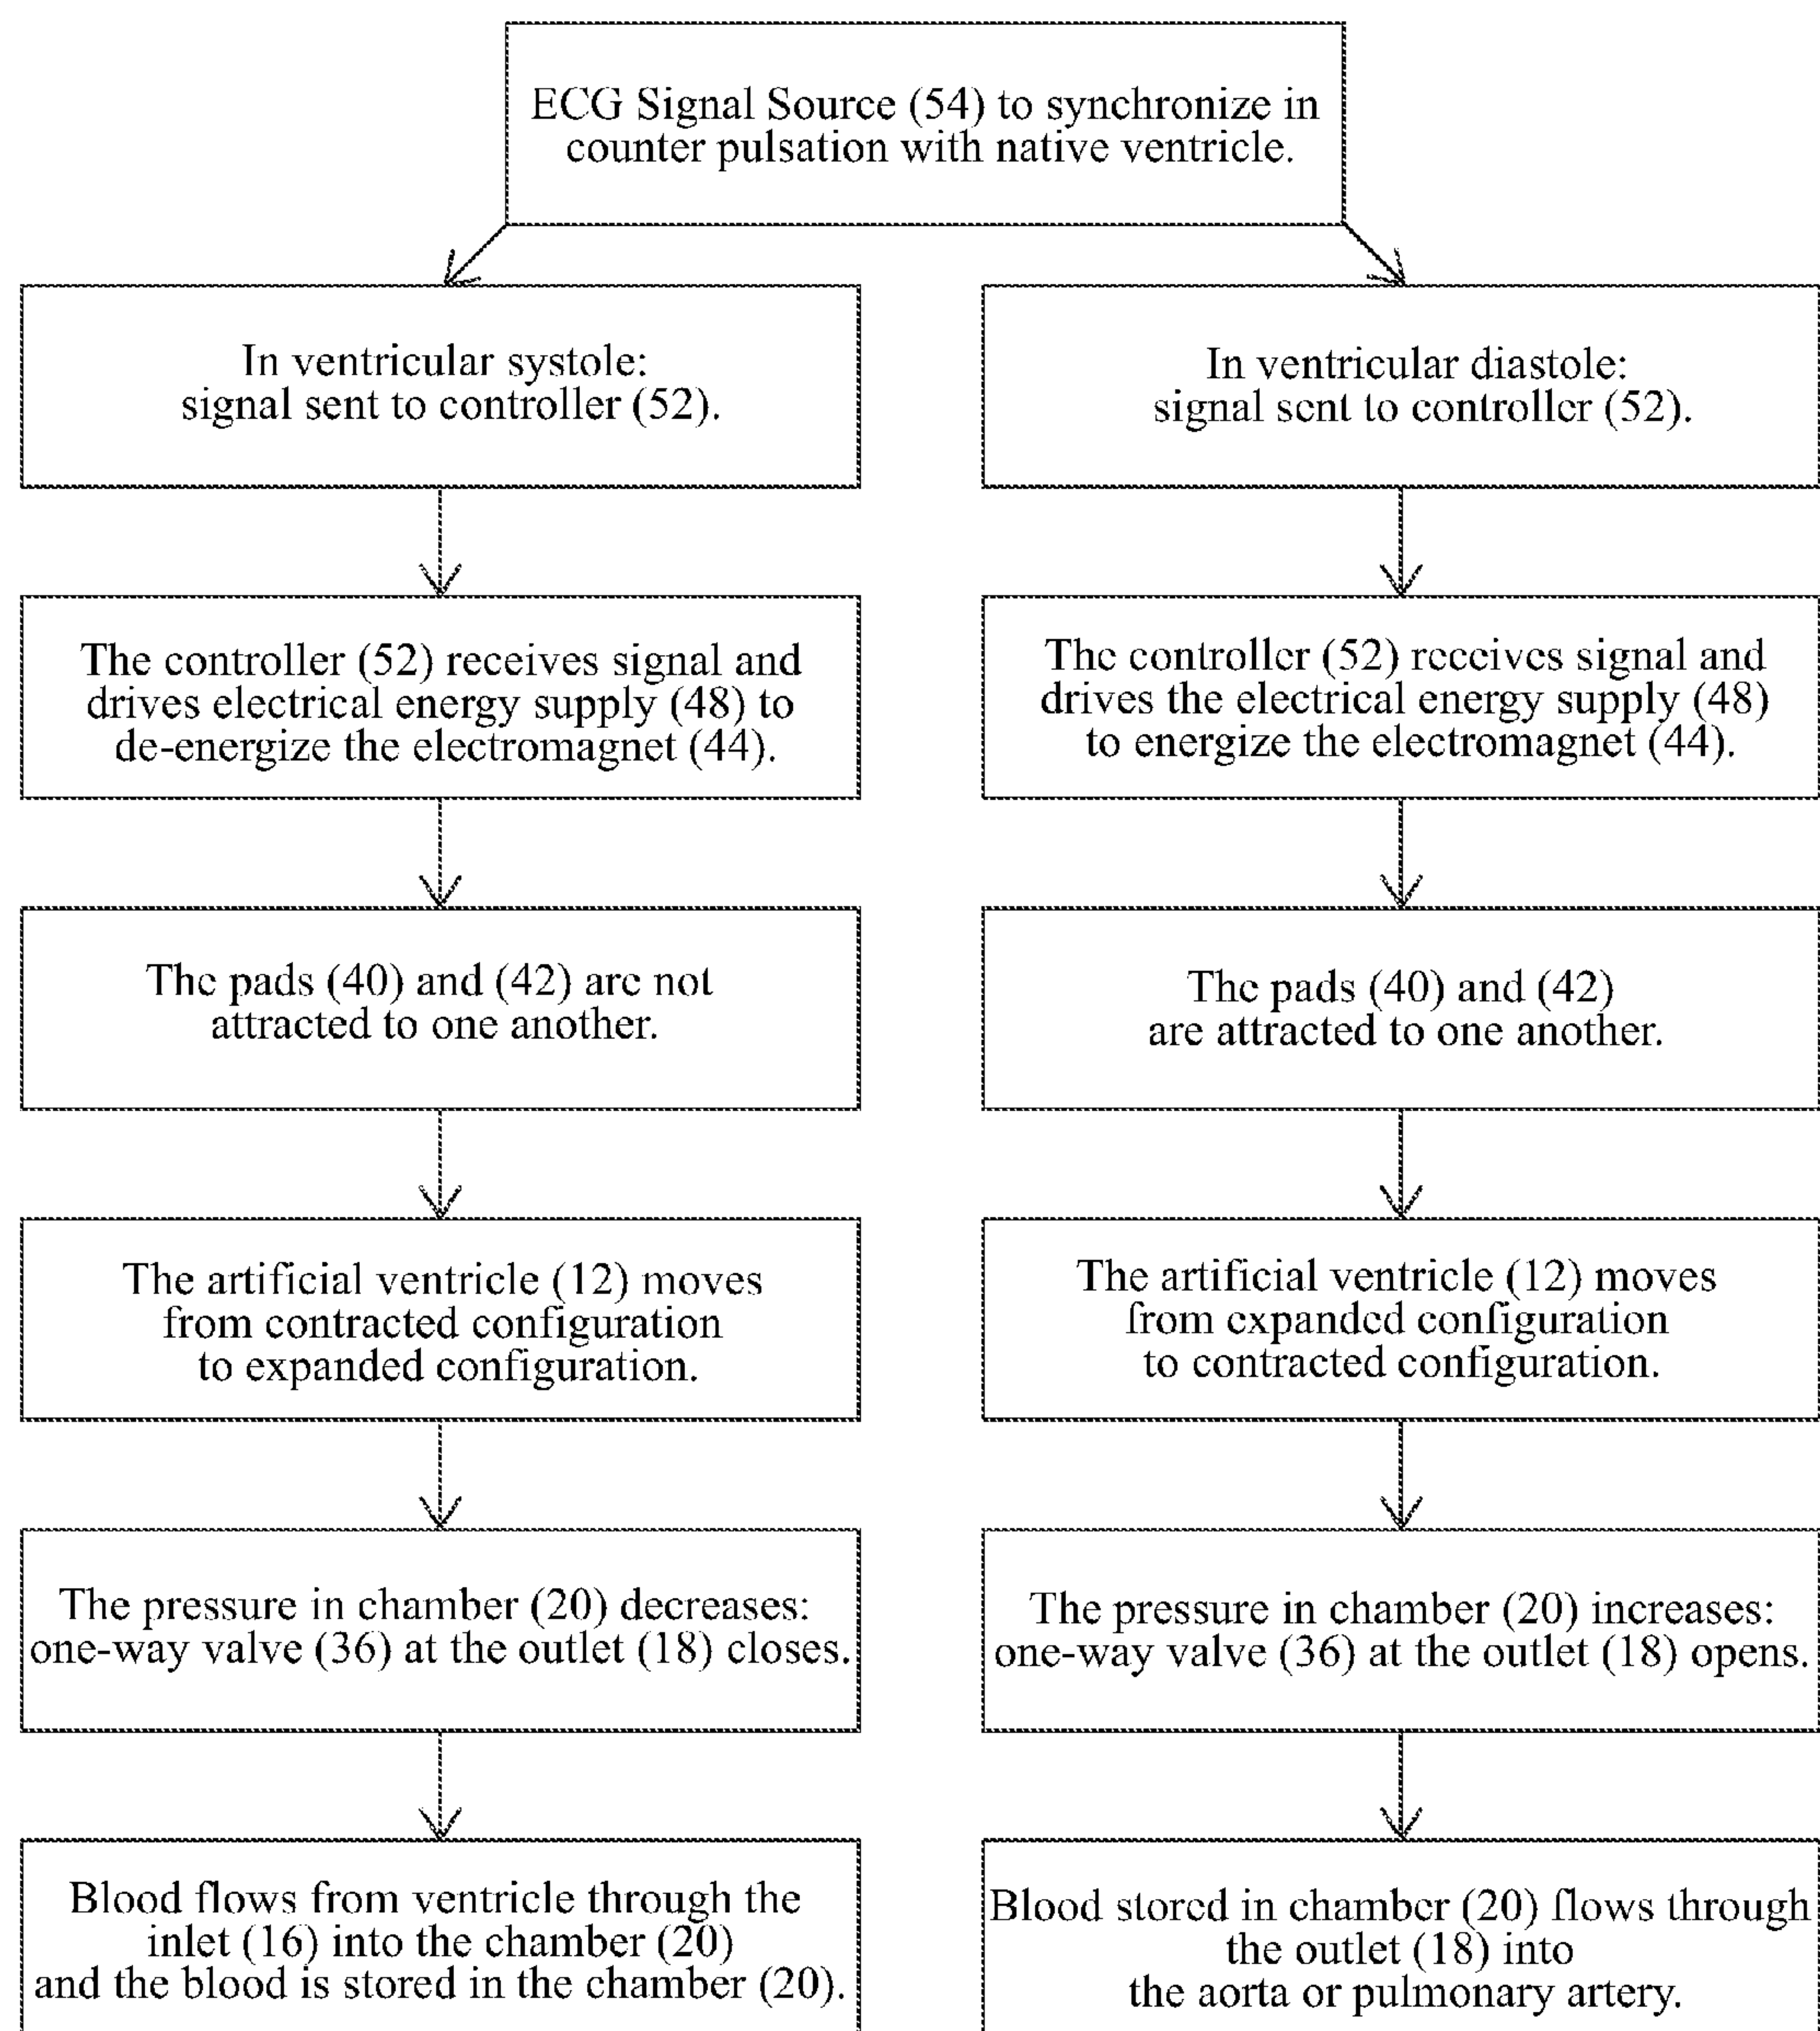 ECG Signal Source (54) to synchronize in
counter pulsation with native ventricle.
In ventricular systole:
signal sent to controller (52).
The controller (52) receives signal and
drives electrical energy supply (48) to
de-energize the electromagnet (44).
The pads (40) and (42) are not
attracted to one another.
The artificial ventricle (12) moves
from contracted configuration
to expanded configuration.
The pressure in chamber (20) decreases:
one-way valve (36) at the outlet (18) closes.
Blood flows from ventricle through the
inlet (16) into the chamber (20)
and the blood is stored in the chamber (20).
In ventricular diastole:
signal sent to controller (52).
The controller (52) receives signal and
drives the electrical energy supply (48)
to energize the electromagnet (44).
The pads (40) and (42)
are attracted to one another.
The artificial ventricle (12) moves
from expanded configuration
to contracted configuration.
The pressure in chamber (20) increases:
one-way valve (36) at the outlet (18) opens.
Blood stored in chamber (20) flows through
the outlet (18) into
the aorta or pulmonary artery.